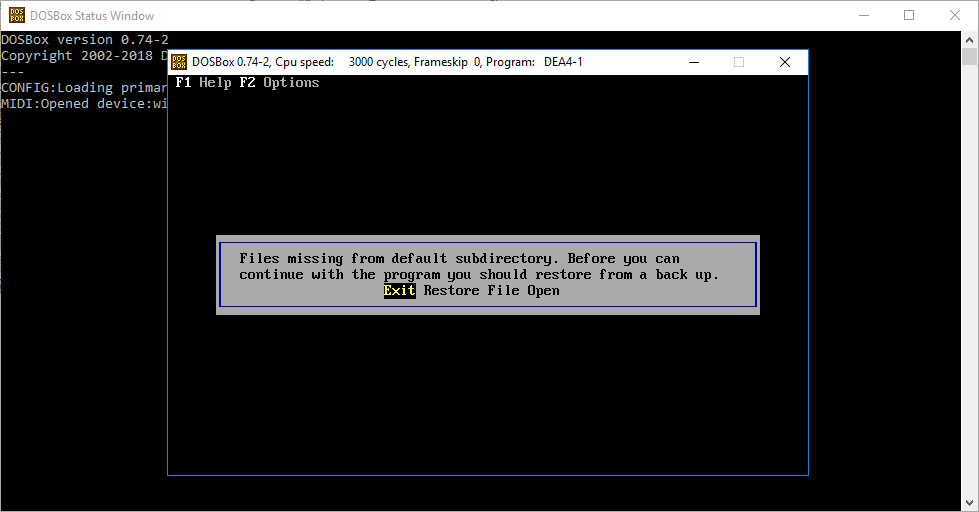 DOSBox Status Window
DOSBox version 0.74-2
Copyright 2002-2018 D
---
CONFIG:Loading primar
MIDI:Opened device:wi
DOSBox 0.74-2, Cpu speed: 3000 cycles, Frameskip 0, Program: DEA4-1
F1 Help F2 Options
Files missing from default subdirectory. Before you can
continue with the program you should restore from a back up.
Exit Restore File Open